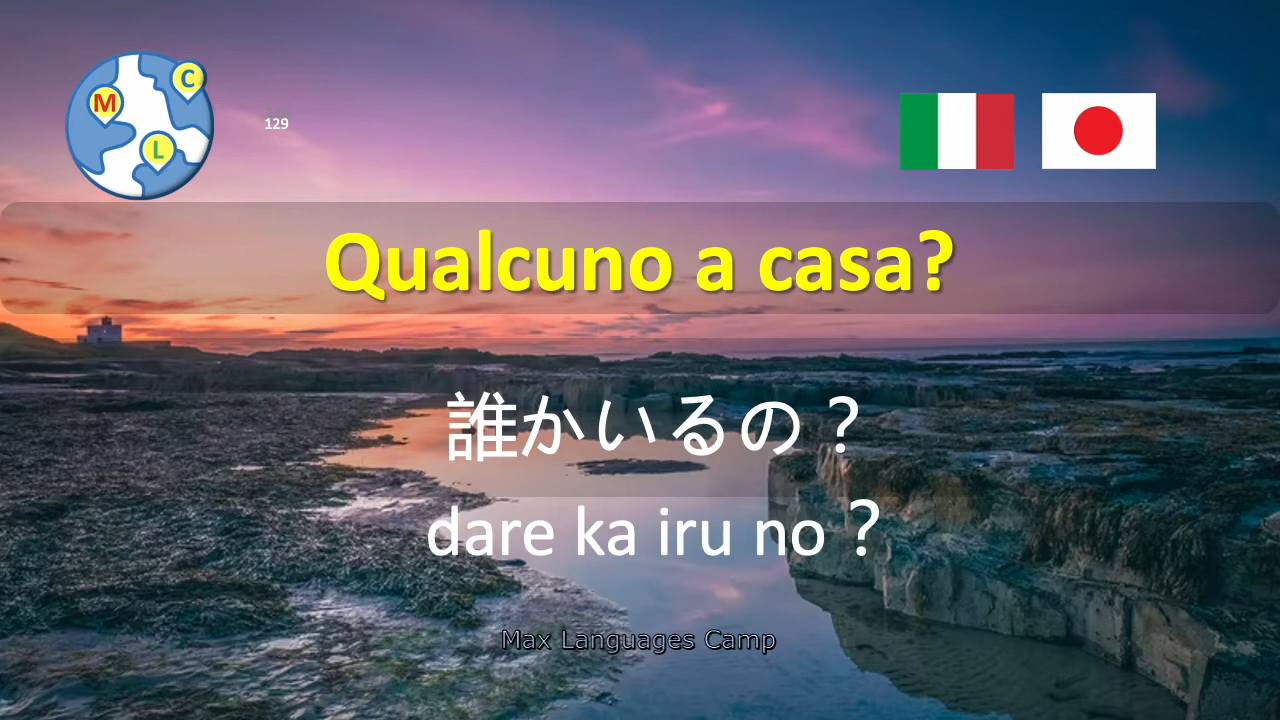 M
C
L
129
Qualcuno a casa?
誰かいるの？
dare ka iru no？
Max Languages Camp